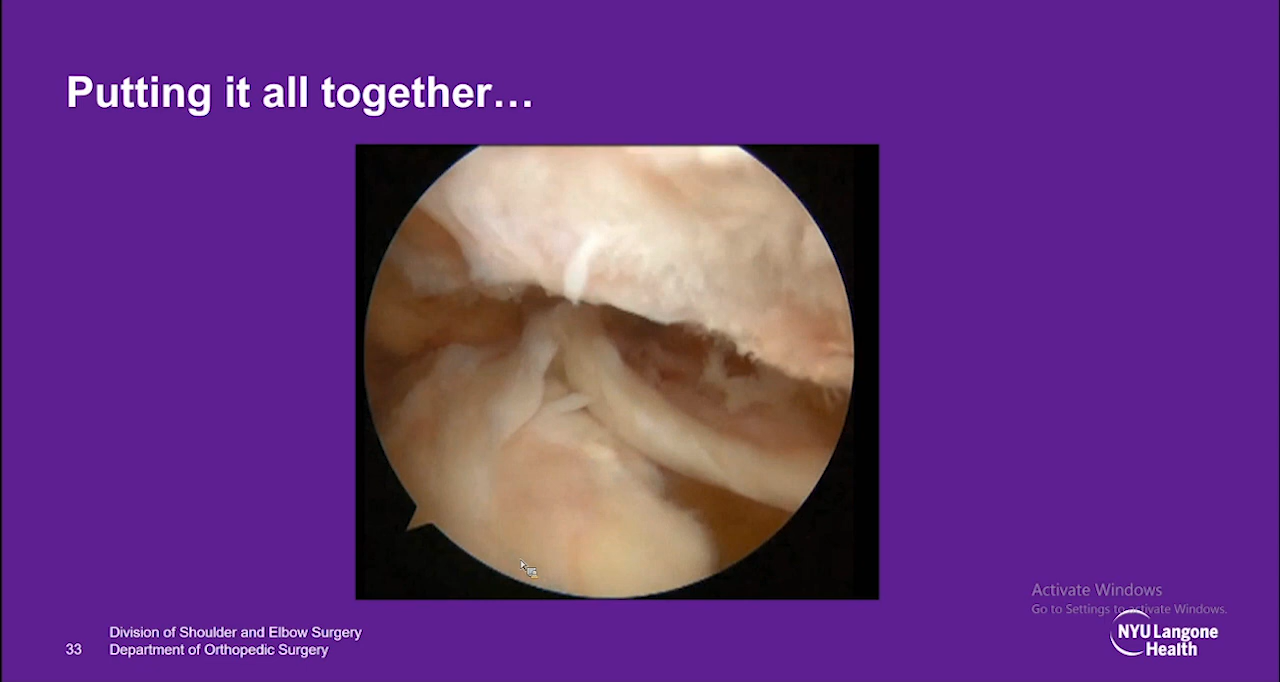 Putting it all together…
Activate Windows
Go to Settings to activate Windows.
Division of Shoulder and Elbow Surgery
33 Department of Orthopedic Surgery
NYU Langone
Health